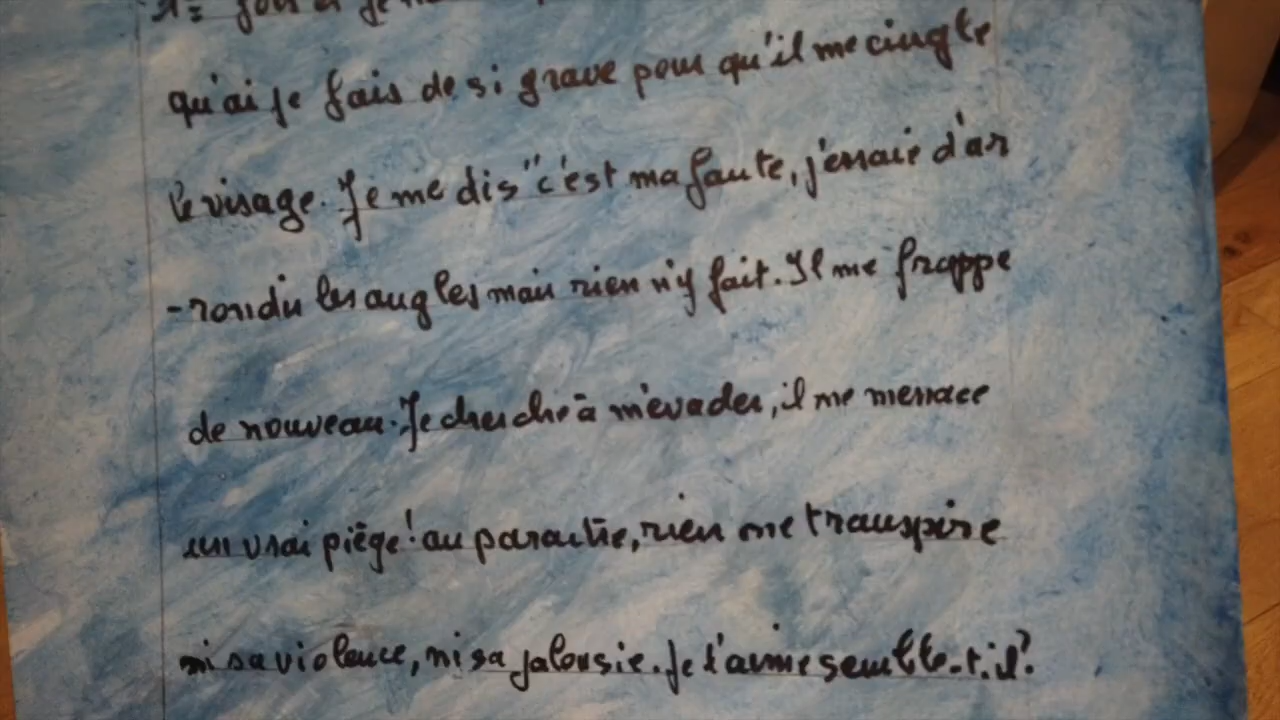 qu'ai je fais de si grave pour qu'il me cingle
le visage. Je me dis "c'est ma faute, j'essaie d'ar
-rondir les angles mais rien n'y fait. Il me frappe
de nouveau. Je cherche à m'évader, il me menace
un vrai piège! au paraître, rien me transpire
ni sa violence, ni sa jalousie. Je t'aime semble-t.il?